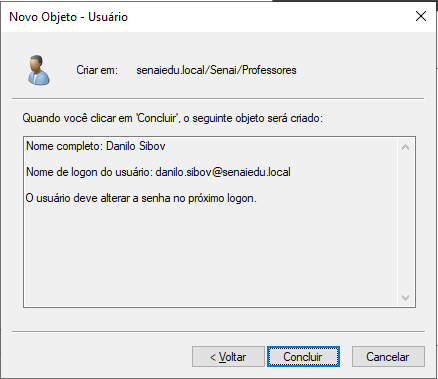 Novo Objeto - Usuário
Criar em: senaiedu.local/Senai/Professores
Quando você clicar em 'Concluir', o seguinte objeto será criado:
Nome completo: Danilo Sibov
Nome de logon do usuário: danilo.sibov@senaiedu.local
O usuário deve alterar a senha no próximo logon.
< Voltar Concluir Cancelar